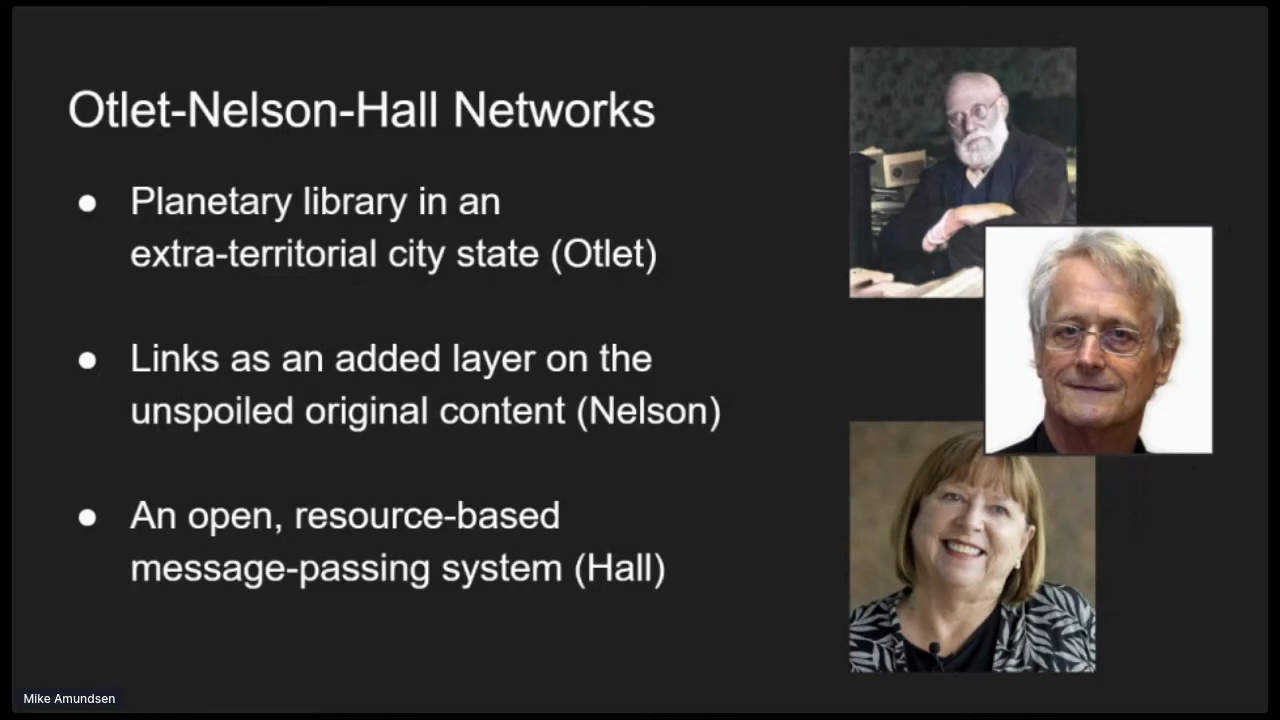 Otlet-Nelson-Hall Networks
● Planetary library in an
extra-territorial city state (Otlet)
● Links as an added layer on the
unspoiled original content (Nelson)
● An open, resource-based
message-passing system (Hall)
Mike Amundsen